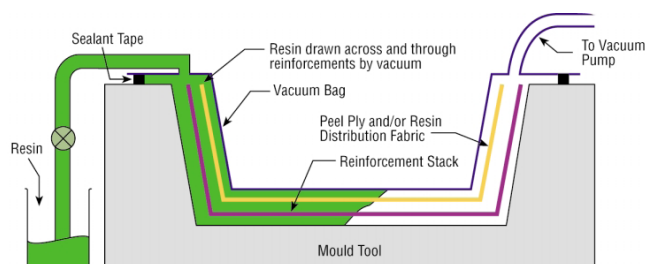 Sealant Tape
Resin drawn across and through
reinforcements by vacuum
To Vacuum
Pump
Vacuum Bag
Peel Ply and/or Resin
Distribution Fabric
Resin
Reinforcement Stack
Mould Tool